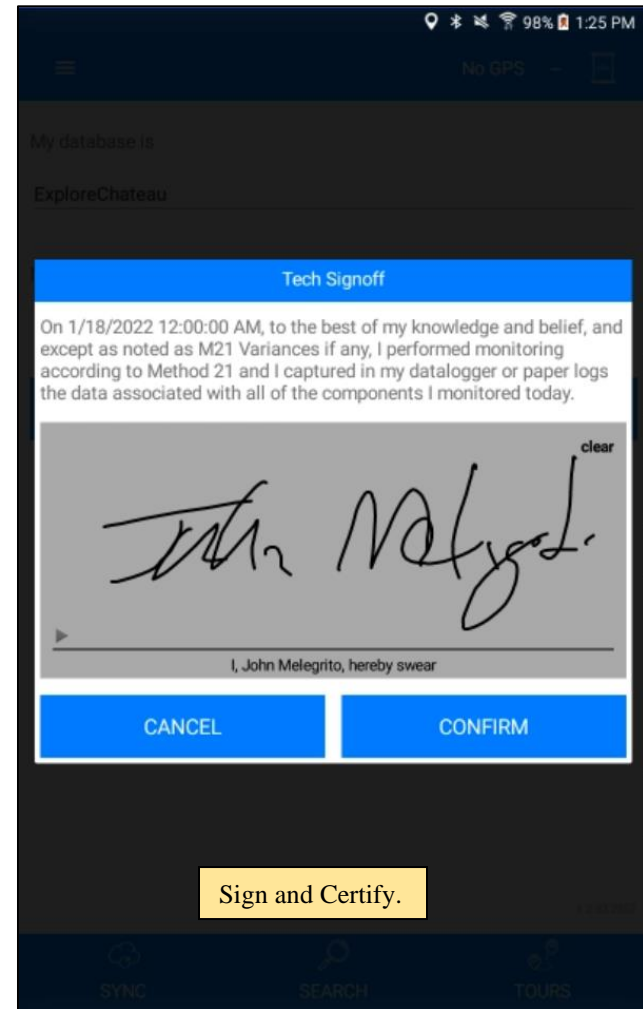 98% 1:25 PM
No GPS –
My database is
ExploreChateau
Tech Signoff
On 1/18/2022 12:00:00 AM, to the best of my knowledge and belief, and
except as noted as M21 Variances if any, I performed monitoring
according to Method 21 and I captured in my datalogger or paper logs
the data associated with all of the components I monitored today.
clear
John Melegrito
I, John Melegrito, hereby swear
CANCEL
CONFIRM
Sign and Certify.
SYNC
SEARCH
TOURS